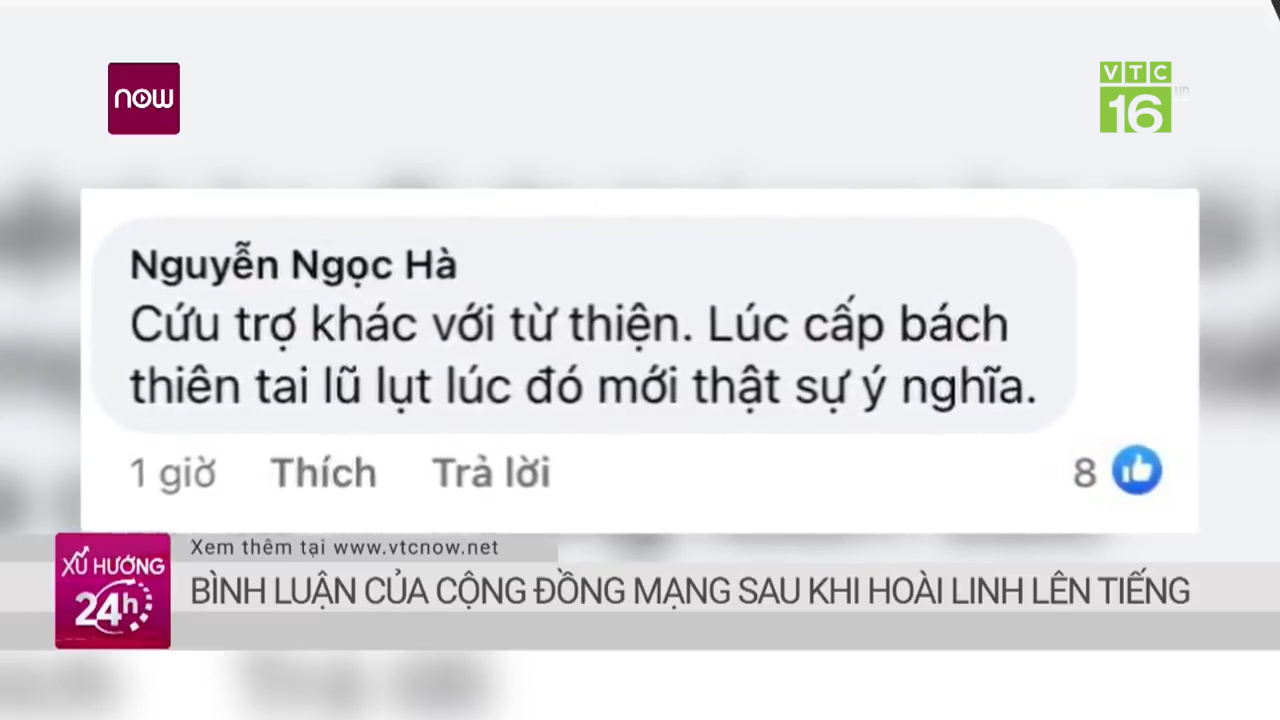 now
VTC
16
Nguyễn Ngọc Hà
Cứu trợ khác với từ thiện. Lúc cấp bách
thiên tai lũ lụt lúc đó mới thật sự ý nghĩa.
1 giờ Thích Trả lời 8
Xem thêm tại www.vtcnow.net
XU HƯỚNG
24h
BÌNH LUẬN CỦA CỘNG ĐỒNG MẠNG SAU KHI HOÀI LINH LÊN TIẾNG